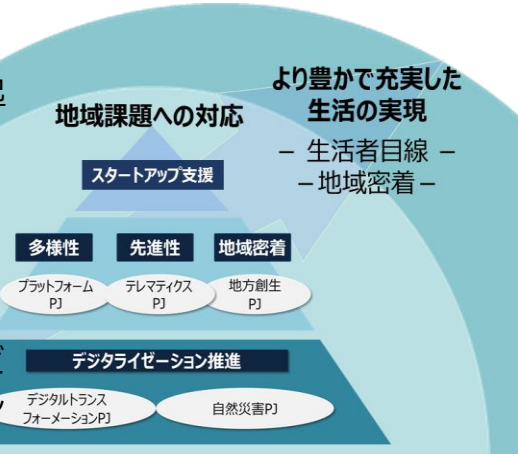 より豊かで充実した
生活の実現
－ 生活者目線 －
－地域密着－
地域課題への対応
スタートアップ支援
多様性
先進性
地域密着
プラットフォーム
PJ
テレマティクス
PJ
地方創生
PJ
デジタライゼーション推進
デジタルトランス
フォーメーションPJ
自然災害PJ